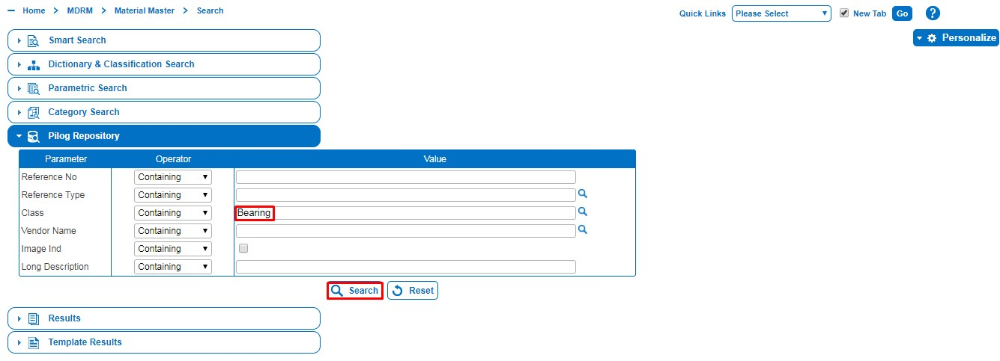 Home > MDRM > Material Master > Search
Quick Links Please Select New Tab Go ?
Personalize
Smart Search
Dictionary & Classification Search
Parametric Search
Category Search
Pilog Repository
Parameter Operator Value
Reference No Containing
Reference Type Containing
Class Containing Bearing
Vendor Name Containing
Image Ind Containing
Long Description Containing
Search Reset
Results
Template Results